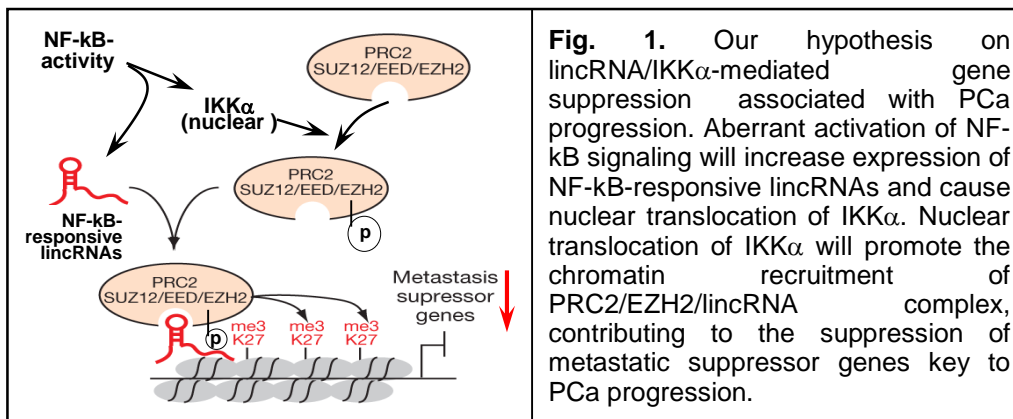 NF-kB-
activity
PRC2
SUZ12/EED/EZH2
IKKα
(nuclear )
PRC2
SUZ12/EED/EZH2
p
NF-kB-
responsive
lincRNAs
PRC2
SUZ12/EED/EZH2
p
me3 me3 me3
K27 K27 K27
Metastasis
supressor
genes
Fig. 1. Our hypothesis on
lincRNA/IKKα-mediated gene
suppression associated with PCa
progression. Aberrant activation of NF-
kB signaling will increase expression of
NF-kB-responsive lincRNAs and cause
nuclear translocation of IKKα. Nuclear
translocation of IKKα will promote the
chromatin recruitment of
PRC2/EZH2/lincRNA complex,
contributing to the suppression of
metastatic suppressor genes key to
PCa progression.